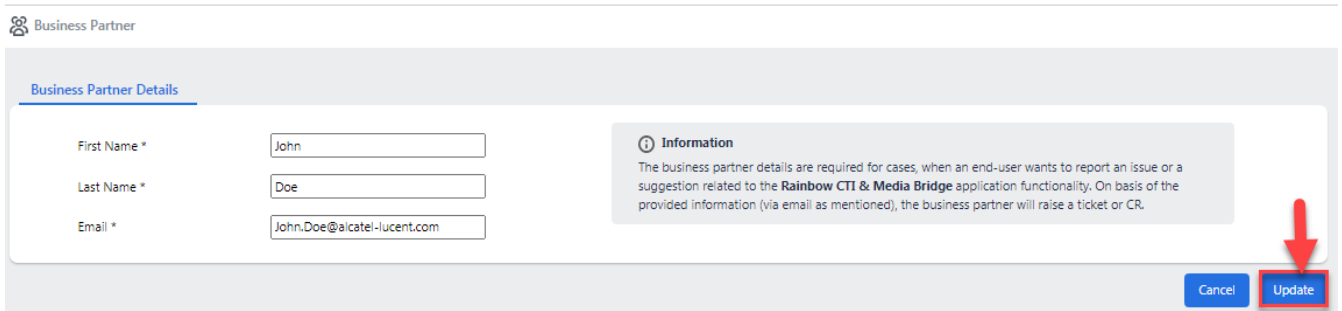 Business Partner
Business Partner Details
First Name *
John
Last Name *
Doe
Email *
John.Doe@alcatel-lucent.com
Information
The business partner details are required for cases, when an end-user wants to report an issue or a
suggestion related to the Rainbow CTI & Media Bridge application functionality. On basis of the
provided information (via email as mentioned), the business partner will raise a ticket or CR.
Cancel
Update